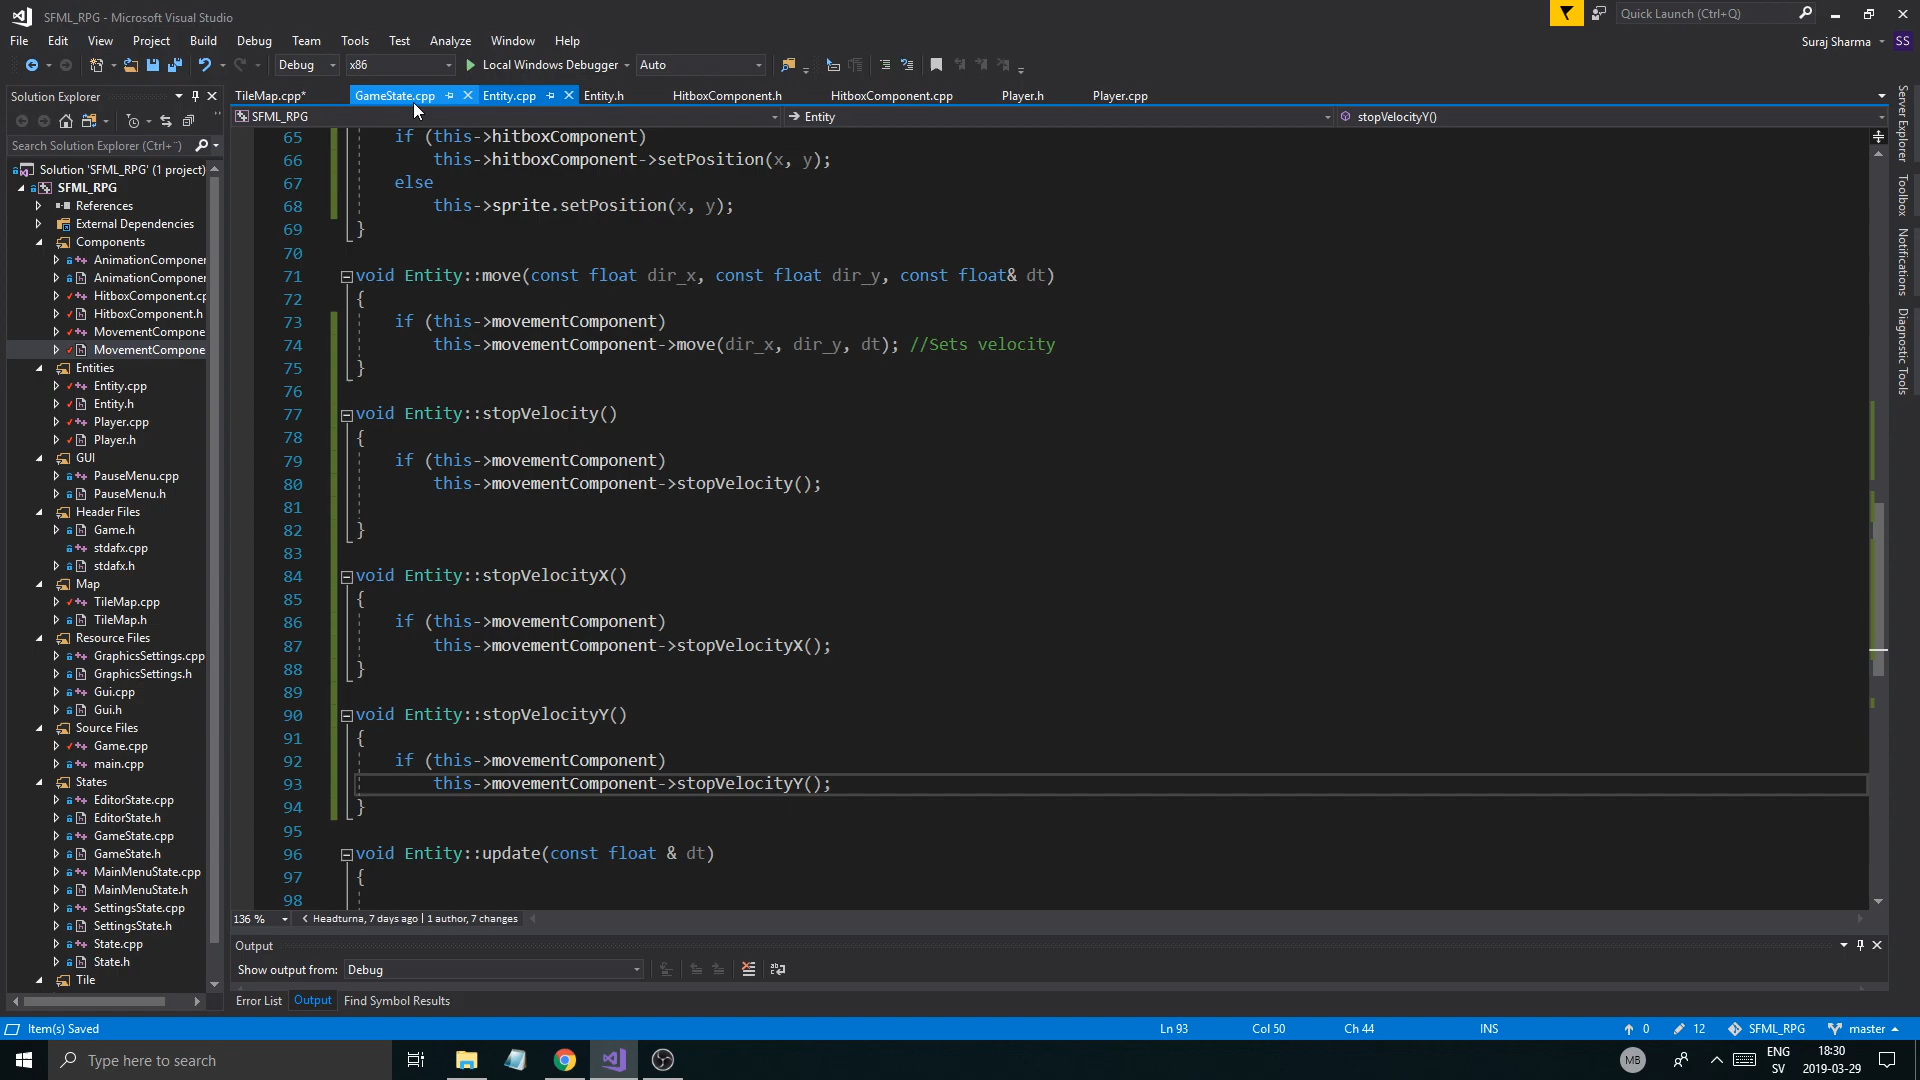 SFML_RPG - Microsoft Visual Studio
Quick Launch (Ctrl+Q)
File Edit View Project Build Debug Team Tools Test Analyze Window Help
Suraj Sharma SS
Debug x86 Local Windows Debugger Auto
Solution Explorer
TileMap.cpp* GameState.cpp Entity.cpp Entity.h HitboxComponent.h HitboxComponent.cpp Player.h Player.cpp
SFML_RPG Entity stopVelocityY()
Search Solution Explorer (Ctrl+¨)
Solution 'SFML_RPG' (1 project)
SFML_RPG
References
External Dependencies
Components
AnimationComponer
AnimationComponer
HitboxComponent.cp
HitboxComponent.h
MovementCompone
MovementCompone
Entities
Entity.cpp
Entity.h
Player.cpp
Player.h
GUI
PauseMenu.cpp
PauseMenu.h
Header Files
Game.h
stdafx.cpp
stdafx.h
Map
TileMap.cpp
TileMap.h
Resource Files
GraphicsSettings.cpp
GraphicsSettings.h
Gui.cpp
Gui.h
Source Files
Game.cpp
main.cpp
States
EditorState.cpp
EditorState.h
GameState.cpp
GameState.h
MainMenuState.cpp
MainMenuState.h
SettingsState.cpp
SettingsState.h
State.cpp
State.h
Tile
65 if (this->hitboxComponent)
66 this->hitboxComponent->setPosition(x, y);
67 else
68 this->sprite.setPosition(x, y);
69 }
70
71 void Entity::move(const float dir_x, const float dir_y, const float& dt)
72 {
73 if (this->movementComponent)
74 this->movementComponent->move(dir_x, dir_y, dt); //Sets velocity
75 }
76
77 void Entity::stopVelocity()
78 {
79 if (this->movementComponent)
80 this->movementComponent->stopVelocity();
81
82 }
83
84 void Entity::stopVelocityX()
85 {
86 if (this->movementComponent)
87 this->movementComponent->stopVelocityX();
88 }
89
90 void Entity::stopVelocityY()
91 {
92 if (this->movementComponent)
93 this->movementComponent->stopVelocityY();
94 }
95
96 void Entity::update(const float & dt)
97 {
98
136 % Headturna, 7 days ago | 1 author, 7 changes
Server Explorer
Toolbox
Notifications
Diagnostic Tools
Output
Show output from: Debug
Error List Output Find Symbol Results
Item(s) Saved Ln 93 Col 50 Ch 44 INS 0 12 SFML_RPG master
Type here to search
MB ENG SV 18:30 2019-03-29